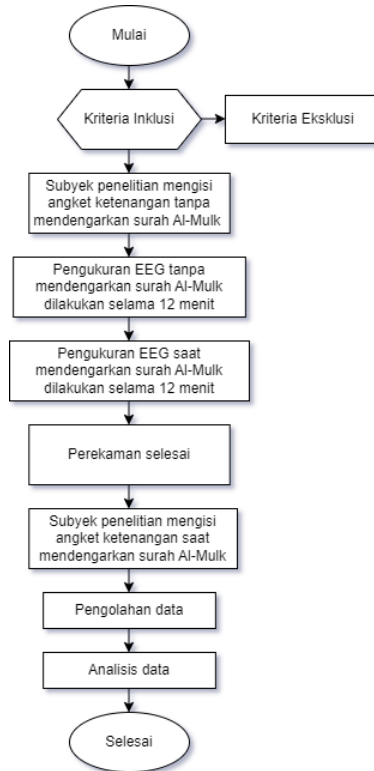 Mulai
Kriteria Inklusi
Kriteria Eksklusi
Subyek penelitian mengisi
angket ketenangan tanpa
mendengarkan surah Al-Mulk
Pengukuran EEG tanpa
mendengarkan surah Al-Mulk
dilakukan selama 12 menit
Pengukuran EEG saat
mendengarkan surah Al-Mulk
dilakukan selama 12 menit
Perekaman selesai
Subyek penelitian mengisi
angket ketenangan saat
mendengarkan surah Al-Mulk
Pengolahan data
Analisis data
Selesai